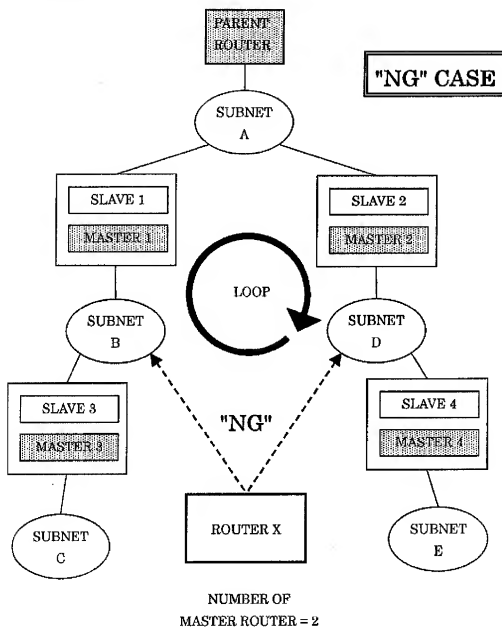 PARENT
ROUTER
"NG" CASE
SUBNET
A
SLAVE 1
MASTER 1
SLAVE 2
MASTER 2
LOOP
SUBNET
B
SUBNET
D
SLAVE 3
MASTER 3
"NG"
SLAVE 4
MASTER 4
SUBNET
C
ROUTER X
SUBNET
E
NUMBER OF
MASTER ROUTER = 2